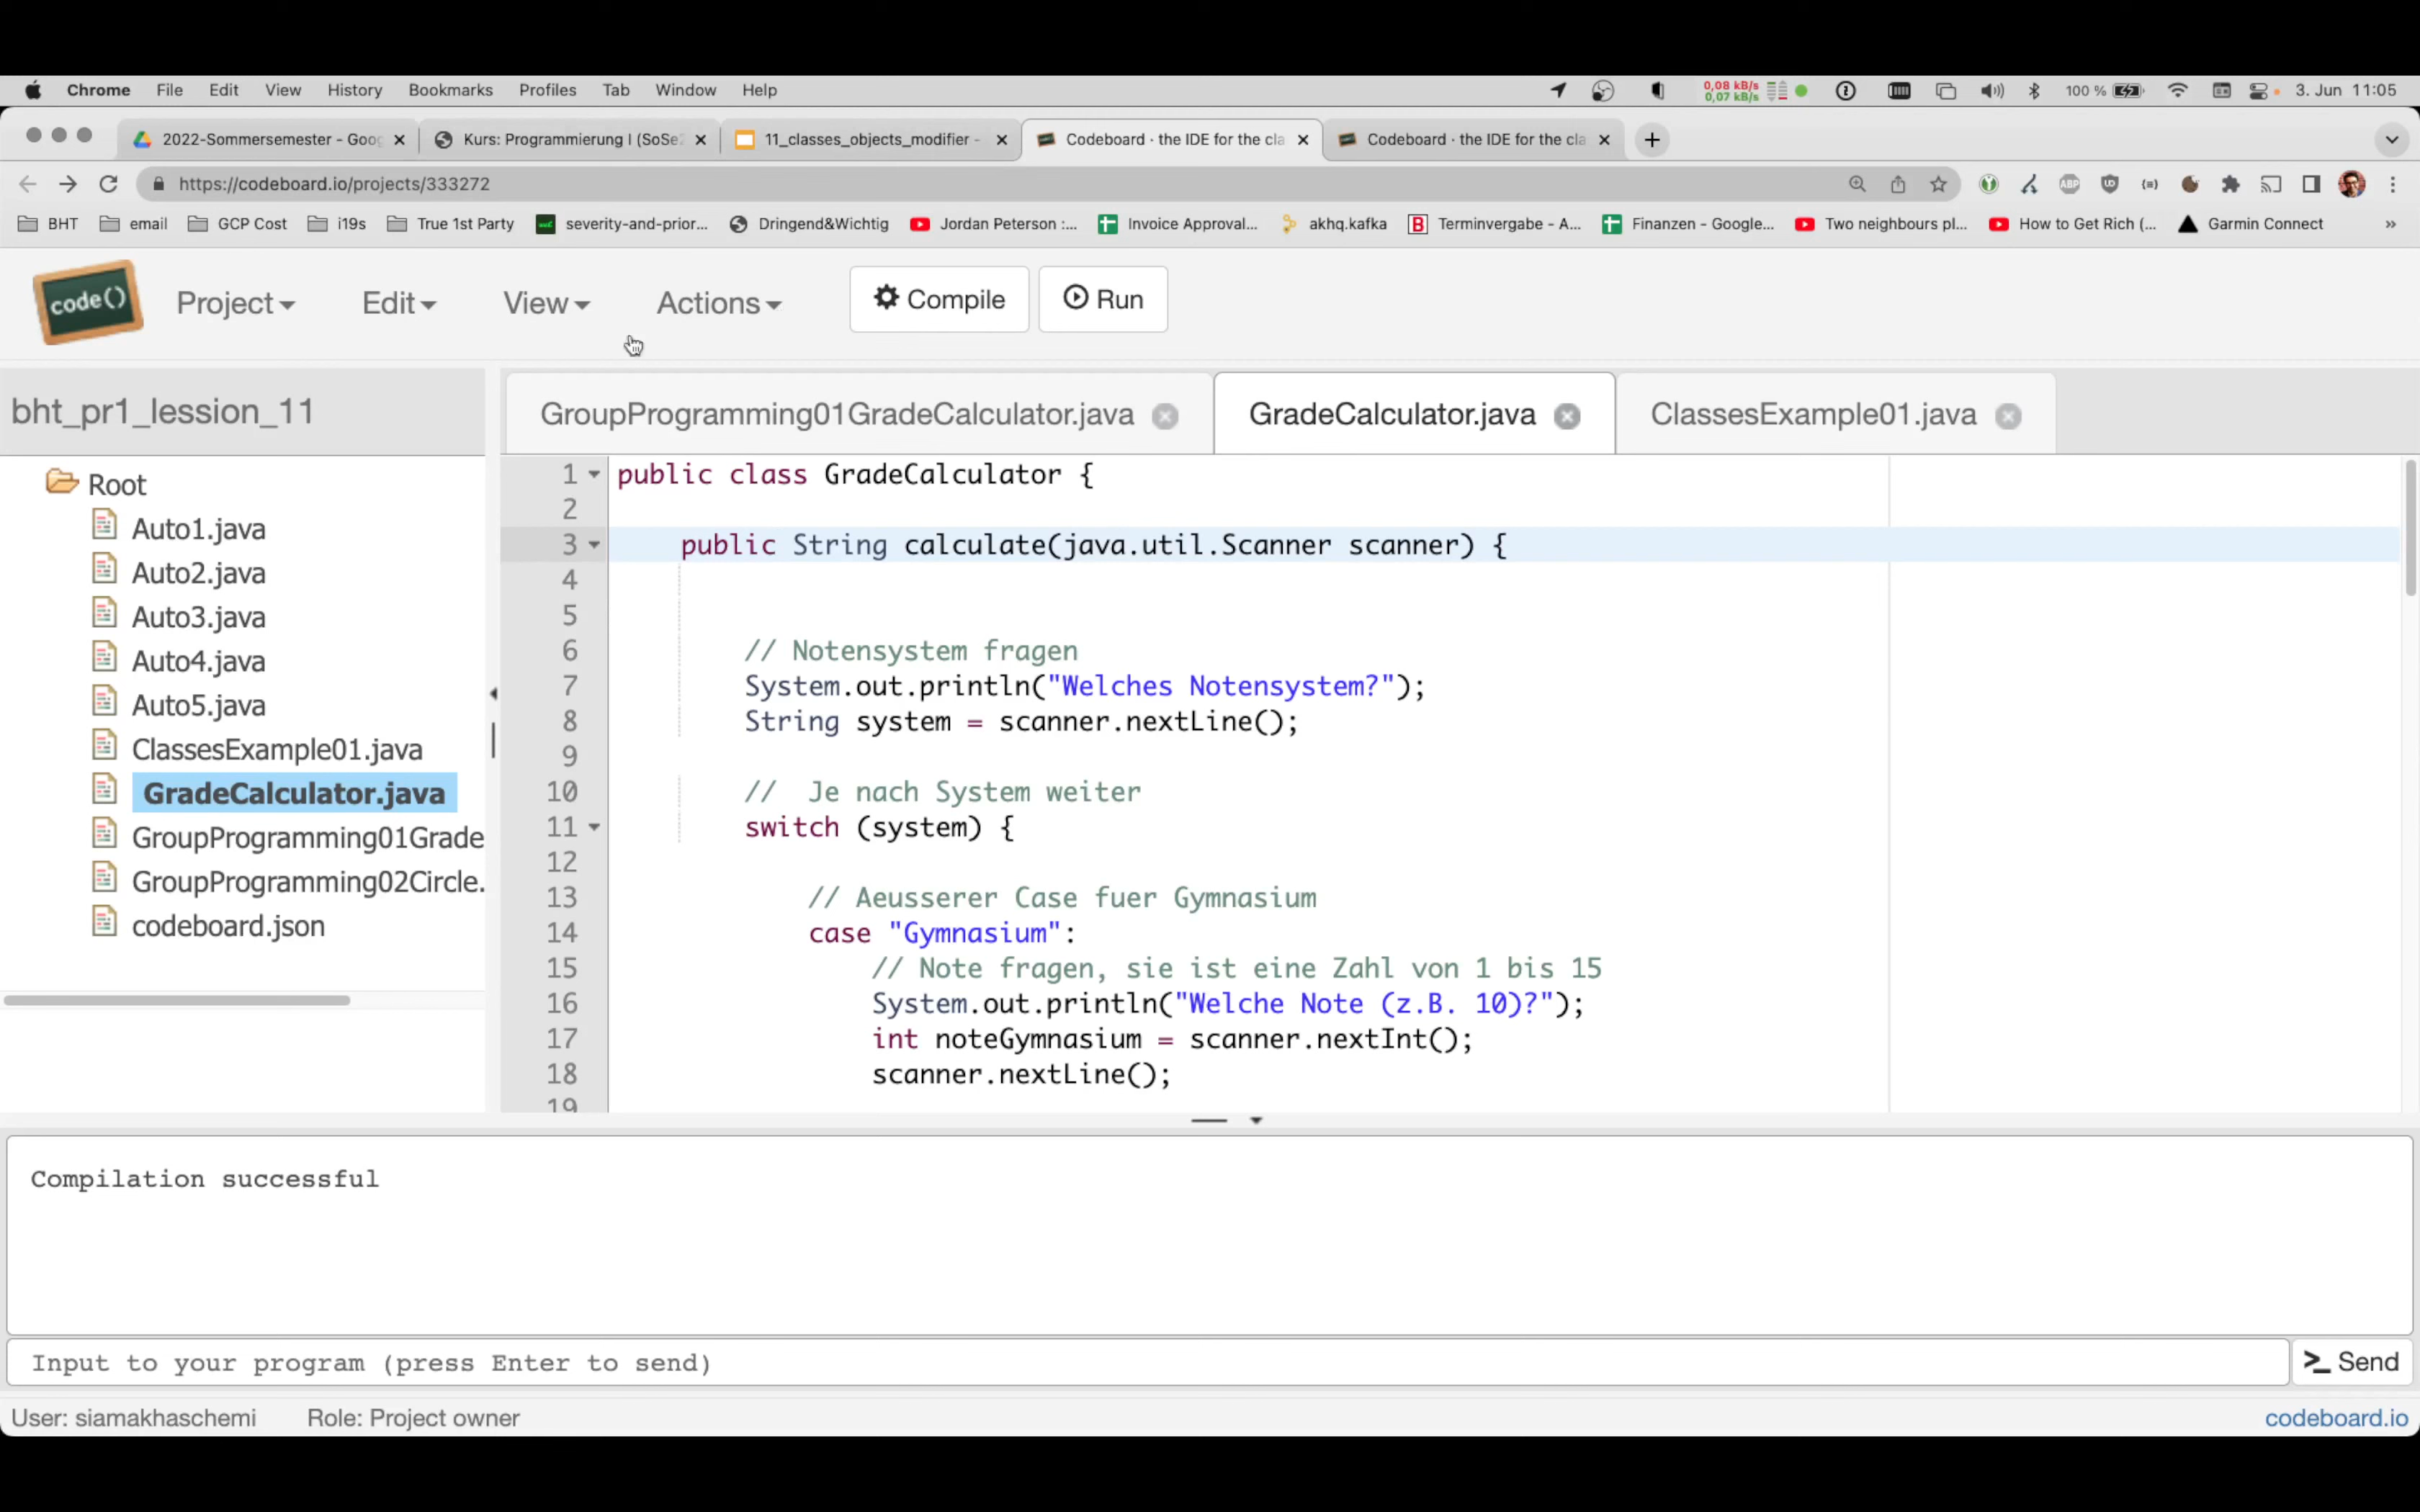 Chrome File Edit View History Bookmarks Profiles Tab Window Help 0,08 kB/s 0,07 kB/s 100 % 3. Jun 11:05
2022-Sommersemester - Goog Kurs: Programmierung I (SoSe2 11_classes_objects_modifier - Codeboard · the IDE for the cla Codeboard · the IDE for the cla
https://codeboard.io/projects/333272
BHT email GCP Cost i19s True 1st Party severity-and-prior... Dringend&Wichtig Jordan Peterson :... Invoice Approval... akhq.kafka Terminvergabe - A... Finanzen - Google... Two neighbours pl... How to Get Rich (... Garmin Connect »
code() Project Edit View Actions Compile Run
bht_pr1_lession_11
Root
Auto1.java
Auto2.java
Auto3.java
Auto4.java
Auto5.java
ClassesExample01.java
GradeCalculator.java
GroupProgramming01Grade
GroupProgramming02Circle.
codeboard.json
GroupProgramming01GradeCalculator.java GradeCalculator.java ClassesExample01.java
1 public class GradeCalculator {
2
3 public String calculate(java.util.Scanner scanner) {
4
5
6 // Notensystem fragen
7 System.out.println("Welches Notensystem?");
8 String system = scanner.nextLine();
9
10 // Je nach System weiter
11 switch (system) {
12
13 // Aeusserer Case fuer Gymnasium
14 case "Gymnasium":
15 // Note fragen, sie ist eine Zahl von 1 bis 15
16 System.out.println("Welche Note (z.B. 10)?");
17 int noteGymnasium = scanner.nextInt();
18 scanner.nextLine();
19
Compilation successful
Input to your program (press Enter to send) >_ Send
User: siamakhaschemi Role: Project owner codeboard.io